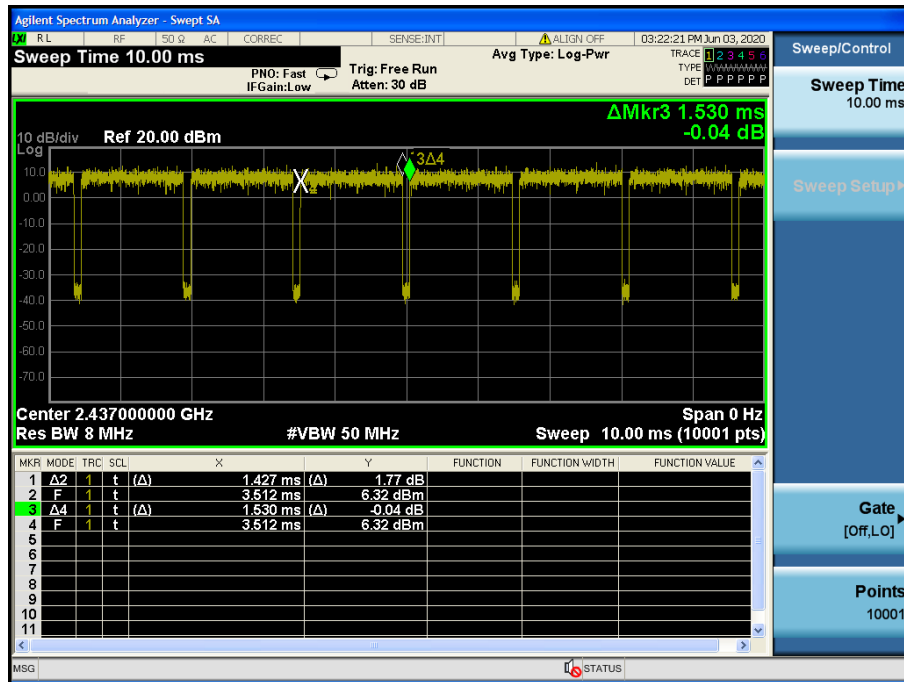 Agilent Spectrum Analyzer - Swept SA
LXI RL RF 50 Ω AC CORREC SENSE:INT ALIGN OFF 03:22:21 PM Jun 03, 2020
Sweep Time 10.00 ms
PNO: Fast
IFGain:Low
Trig: Free Run
Atten: 30 dB
Avg Type: Log-Pwr
TRACE 1 2 3 4 5 6
TYPE WWWWWW
DET P P P P P P
ΔMkr3 1.530 ms
-0.04 dB
10 dB/div Ref 20.00 dBm
Log
3Δ4
10.0
0.00
-10.0
-20.0
-30.0
-40.0
-50.0
-60.0
-70.0
Center 2.437000000 GHz Span 0 Hz
Res BW 8 MHz #VBW 50 MHz Sweep 10.00 ms (10001 pts)
MKR MODE TRC SCL X Y FUNCTION FUNCTION WIDTH FUNCTION VALUE
1 Δ2 1 t (Δ) 1.427 ms (Δ) 1.77 dB
2 F 1 t 3.512 ms 6.32 dBm
3 Δ4 1 t (Δ) 1.530 ms (Δ) -0.04 dB
4 F 1 t 3.512 ms 6.32 dBm
5
6
7
8
9
10
11
MSG STATUS
Sweep/Control
Sweep Time
10.00 ms
Sweep Setup
Gate
[Off,LO]
Points
10001